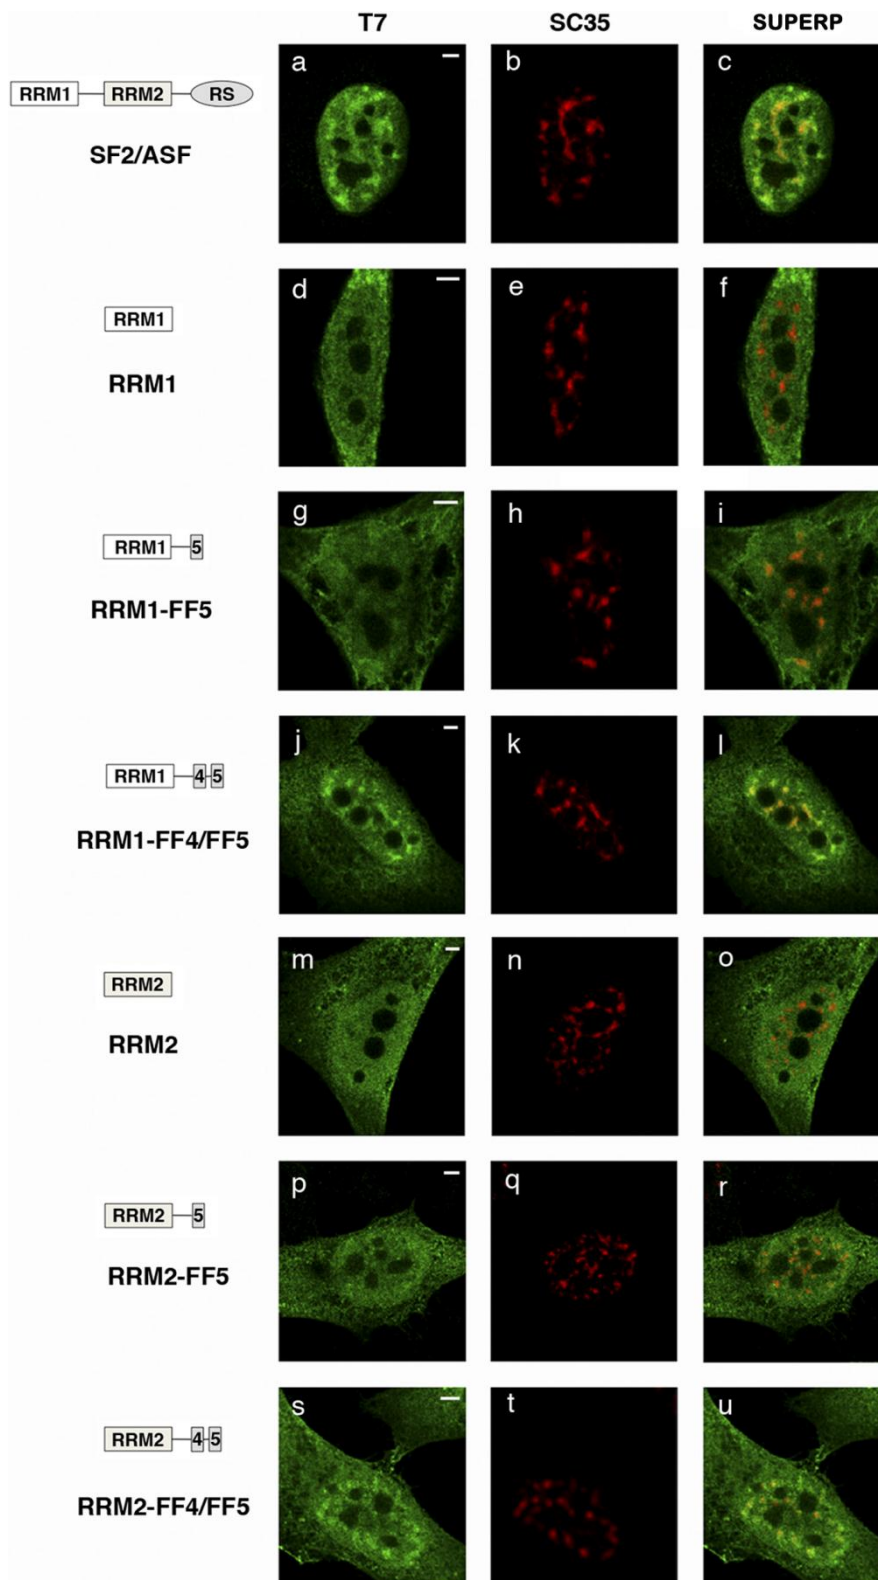 T7 SC35 SUPERP
a b c
RRM1 RRM2 RS
SF2/ASF
d e f
RRM1
RRM1
g h i
RRM1 5
RRM1-FF5
j k l
RRM1 4 5
RRM1-FF4/FF5
m n o
RRM2
RRM2
p q r
RRM2 5
RRM2-FF5
s t u
RRM2 4 5
RRM2-FF4/FF5